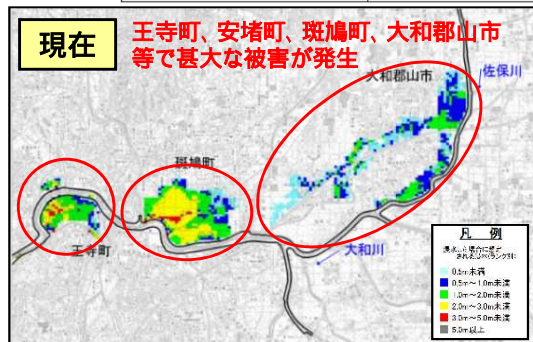 現在
王寺町、安堵町、斑鳩町、大和郡山市
等で甚大な被害が発生
大和郡山市
佐保川
斑鳩町
王寺町
大和川
凡 例
0.5m未満
0.5m～1.0m未満
1.0m～2.0m未満
2.0m～3.0m未満
3.0m～5.0m未満
5.0m以上